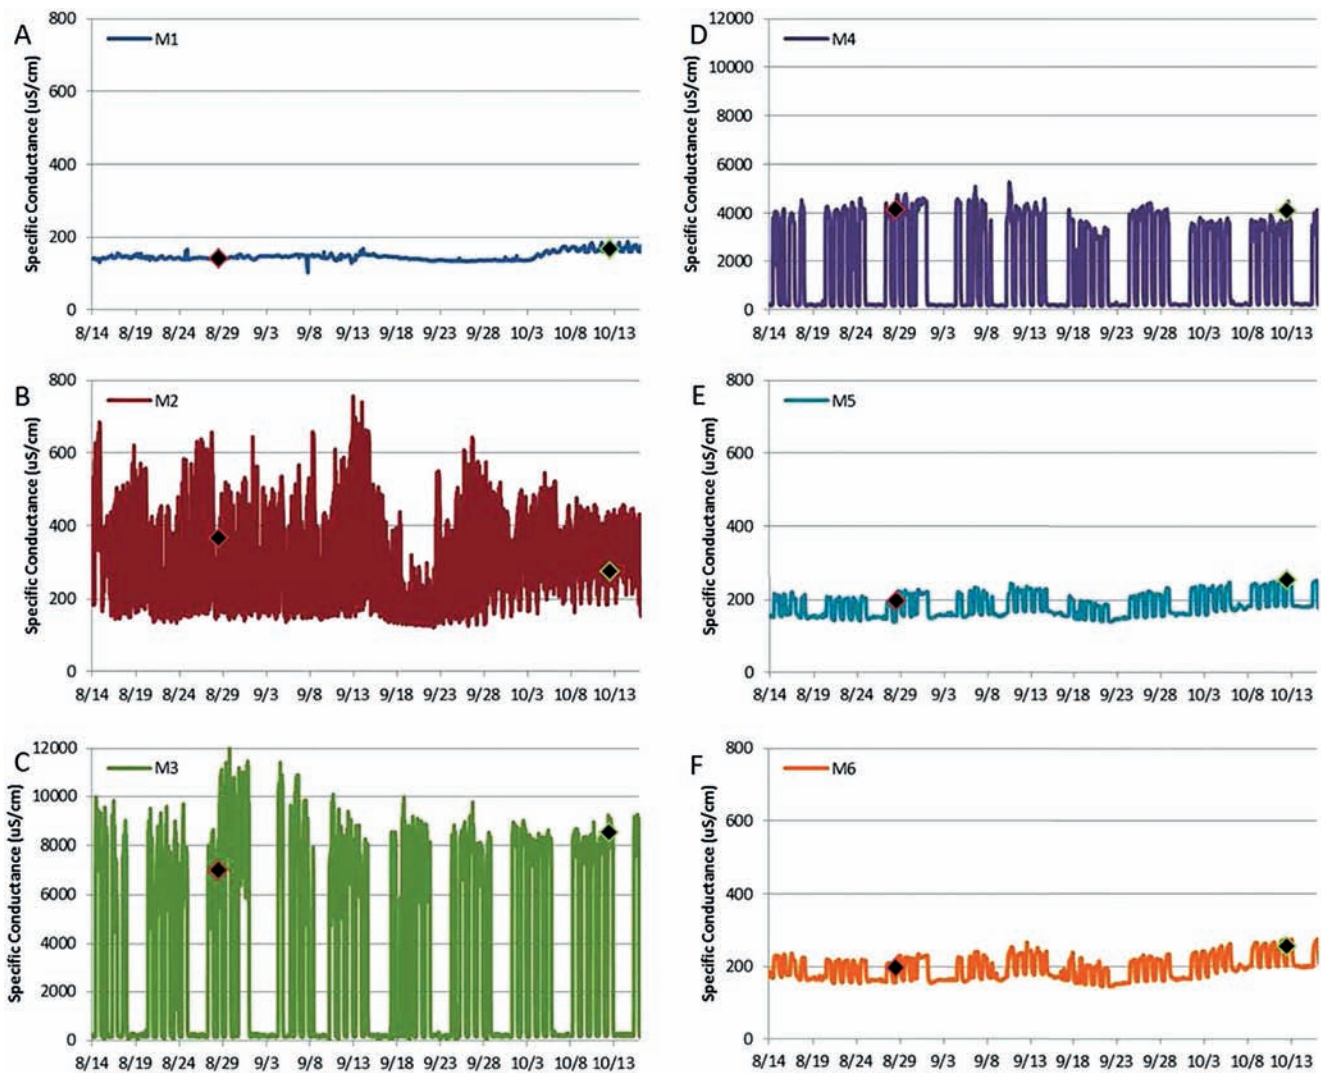 A
M1
Specific Conductance (uS/cm)
800
600
400
200
0
8/14 8/19 8/24 8/29 9/3 9/8 9/13 9/18 9/23 9/28 10/3 10/8 10/13
D
M4
Specific Conductance (uS/cm)
12000
10000
8000
6000
4000
2000
0
8/14 8/19 8/24 8/29 9/3 9/8 9/13 9/18 9/23 9/28 10/3 10/8 10/13
B
M2
Specific Conductance (uS/cm)
800
600
400
200
0
8/14 8/19 8/24 8/29 9/3 9/8 9/13 9/18 9/23 9/28 10/3 10/8 10/13
E
M5
Specific Conductance (uS/cm)
800
600
400
200
0
8/14 8/19 8/24 8/29 9/3 9/8 9/13 9/18 9/23 9/28 10/3 10/8 10/13
C
M3
Specific Conductance (uS/cm)
12000
10000
8000
6000
4000
2000
0
8/14 8/19 8/24 8/29 9/3 9/8 9/13 9/18 9/23 9/28 10/3 10/8 10/13
F
M6
Specific Conductance (uS/cm)
800
600
400
200
0
8/14 8/19 8/24 8/29 9/3 9/8 9/13 9/18 9/23 9/28 10/3 10/8 10/13